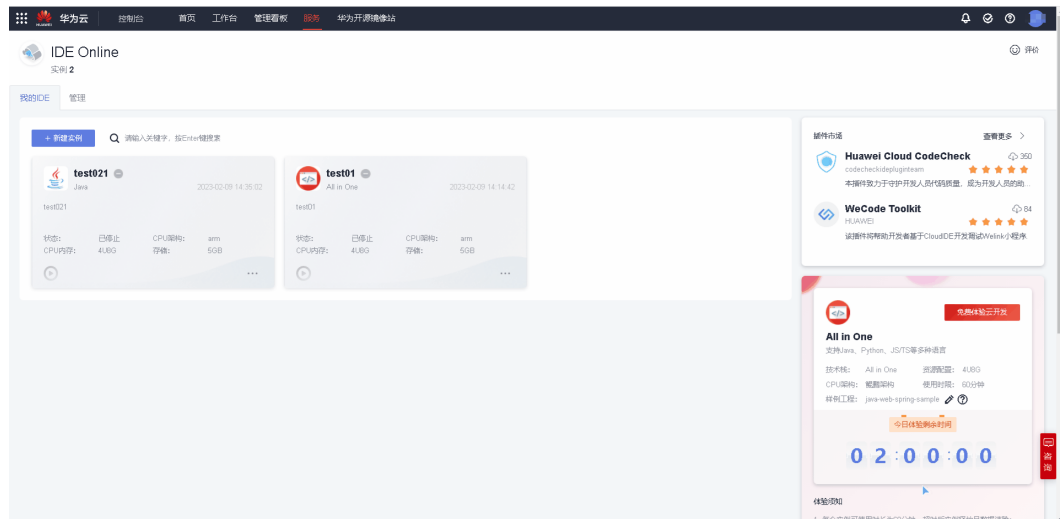 HUAWEI
华为云
控制台
首页
工作台
管理看板
服务
华为开源镜像站
IDE Online
实例 2
评价
我的IDE
管理
+ 新建实例
请输入关键字，按Enter键搜索
test021
Java
2023-02-09 14:35:02
test021
状态： 已停止 CPU架构： arm
CPU内存： 4U8G 存储： 5GB
test01
All in One
2023-02-09 14:14:42
test01
状态： 已停止 CPU架构： arm
CPU内存： 4U8G 存储： 5GB
插件市场
查看更多
Huawei Cloud CodeCheck
350
codecheckidepluginteam
本插件致力于守护开发人员代码质量，成为开发人员的助...
WeCode Toolkit
84
HUAWEI
该插件将帮助开发者基于CloudIDE开发调试Welink小程序
免费体验云开发
All in One
支持Java、Python、JS/TS等多种语言
技术栈： All in One 资源配置： 4U8G
CPU架构： 鲲鹏架构 使用时限： 60分钟
样例工程： java-web-spring-sample
今日体验剩余时间
02:00:00
咨询
体验须知